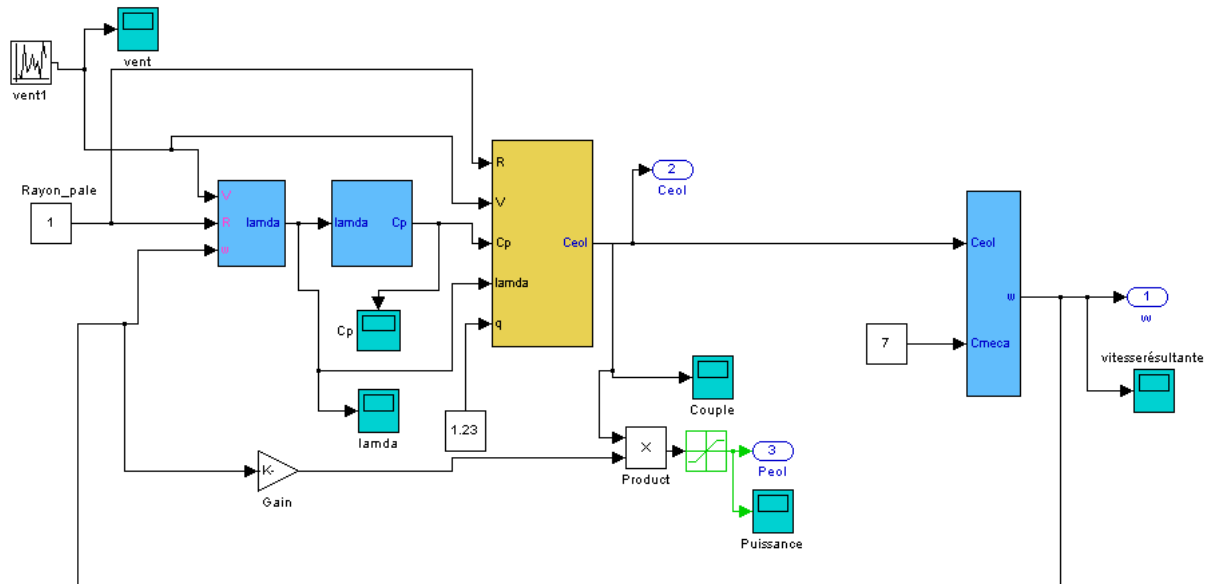 vent
vent1
Rayon_pale
1
V
R
w
lamda
lamda
Cp
R
V
Cp
lamda
q
Ceol
2
Ceol
Ceol
Cmeca
w
1
w
7
vitesserésultante
Cp
lamda
1.23
Couple
K-
Gain
×
Product
3
Peol
Puissance